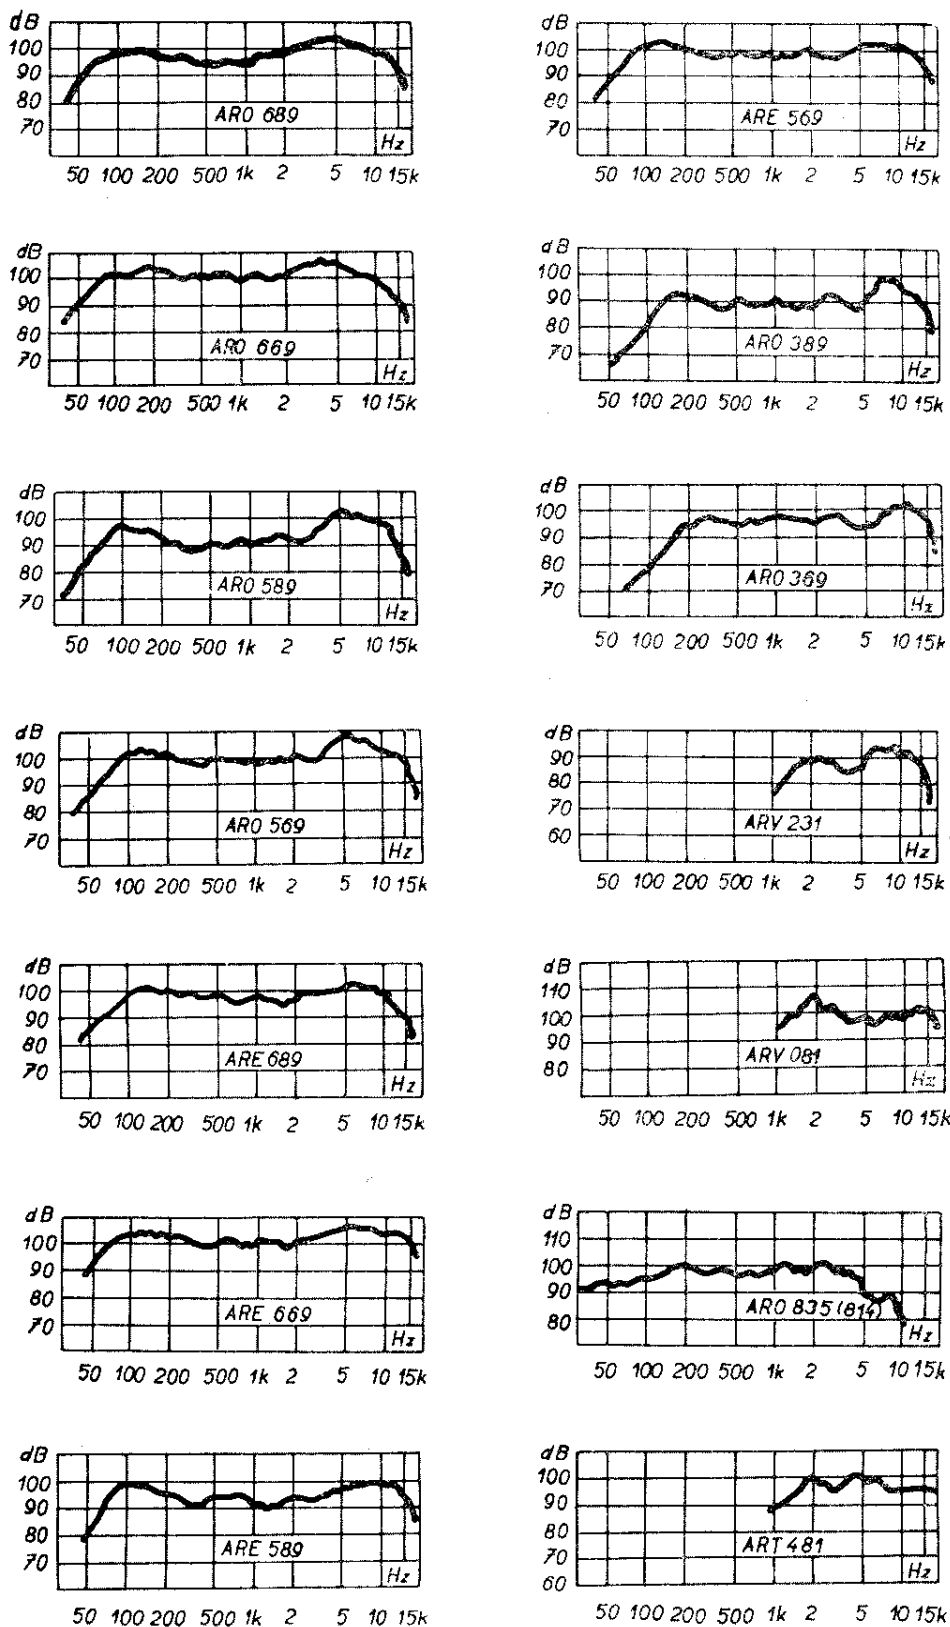 dB
100
90
80
70
ARO 689
Hz
50 100 200 500 1k 2 5 10 15k
dB
100
90
80
70
ARE 569
Hz
50 100 200 500 1k 2 5 10 15k
dB
100
90
80
70
ARO 669
Hz
50 100 200 500 1k 2 5 10 15k
dB
100
90
80
70
ARO 389
Hz
50 100 200 500 1k 2 5 10 15k
dB
100
90
80
70
ARO 589
Hz
50 100 200 500 1k 2 5 10 15k
dB
100
90
80
70
ARO 369
Hz
50 100 200 500 1k 2 5 10 15k
dB
100
90
80
70
ARO 569
Hz
50 100 200 500 1k 2 5 10 15k
dB
90
80
70
60
ARV 231
Hz
50 100 200 500 1k 2 5 10 15k
dB
100
90
80
70
ARE 689
Hz
50 100 200 500 1k 2 5 10 15k
dB
110
100
90
80
ARV 081
Hz
50 100 200 500 1k 2 5 10 15k
dB
100
90
80
70
ARE 669
Hz
50 100 200 500 1k 2 5 10 15k
dB
110
100
90
80
ARO 835 (814)
Hz
50 100 200 500 1k 2 5 10 15k
dB
100
90
80
70
ARE 589
Hz
50 100 200 500 1k 2 5 10 15k
dB
100
90
80
70
60
ART 481
Hz
50 100 200 500 1k 2 5 10 15k